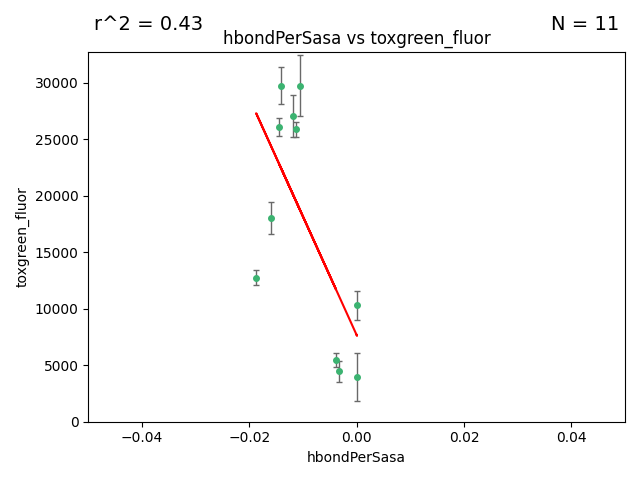 r^2 = 0.43
N = 11
hbondPerSasa vs toxgreen_fluor
30000
25000
20000
15000
10000
5000
0
toxgreen_fluor
−0.04
−0.02
0.00
0.02
0.04
hbondPerSasa